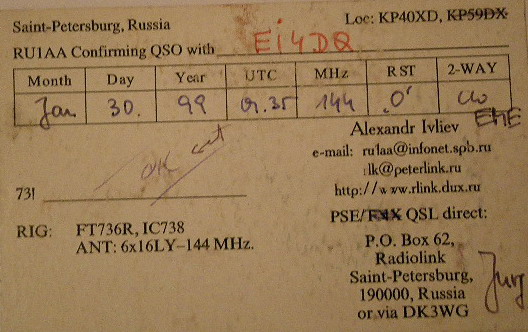 Saint-Petersburg, Russia
Loc: KP40XD, KP59DX
RU1AA Confirming QSO with EI4DQ
Month Day Year UTC MHz RST 2-WAY
Jan 30. 99 01.35 144 "O" CW
EME
Alexandr Ivliev
e-mail: ru1aa@infonet.spb.ru
:lk@peterlink.ru
http://www.rlink.dux.ru
73!
RIG: FT736R, IC738
ANT: 6x16LY–144 MHz.
PSE/TNX QSL direct:
P.O. Box 62,
Radiolink
Saint-Petersburg,
190000, Russia
or via DK3WG